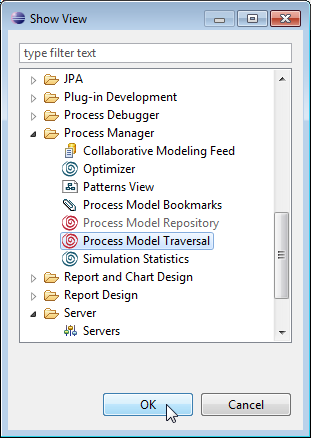 Show View
type filter text
JPA
Plug-in Development
Process Debugger
Process Manager
Collaborative Modeling Feed
Optimizer
Patterns View
Process Model Bookmarks
Process Model Repository
Process Model Traversal
Simulation Statistics
Report and Chart Design
Report Design
Server
Servers
OK Cancel